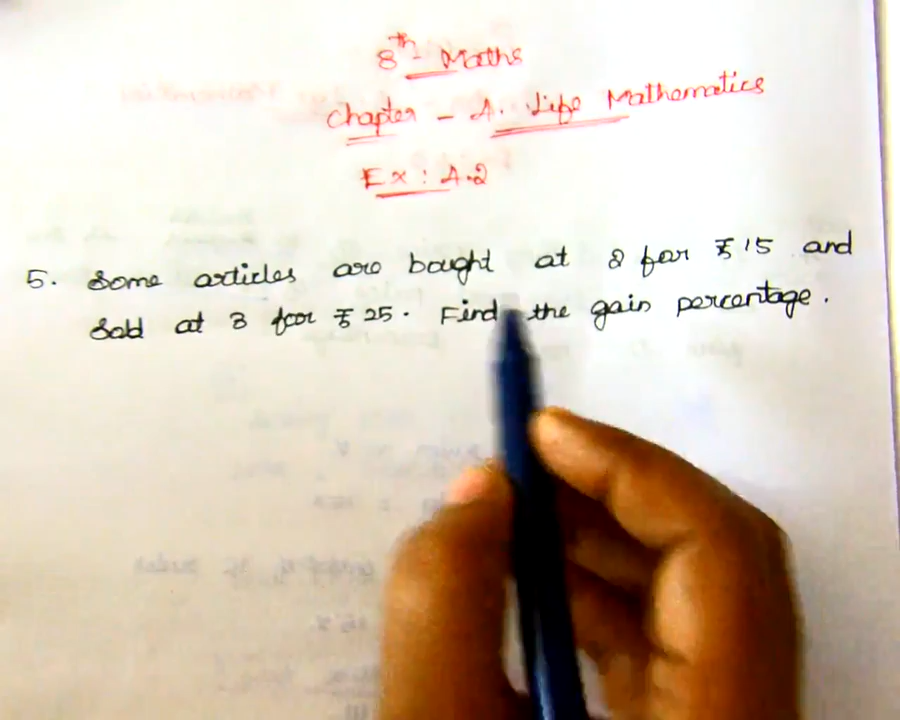 8th Maths
Chapter - 4. Life Mathematics
Ex : 4.2
5. Some articles are bought at 2 for ₹ 15 and
Sold at 3 for ₹ 25. Find the gain percentage.